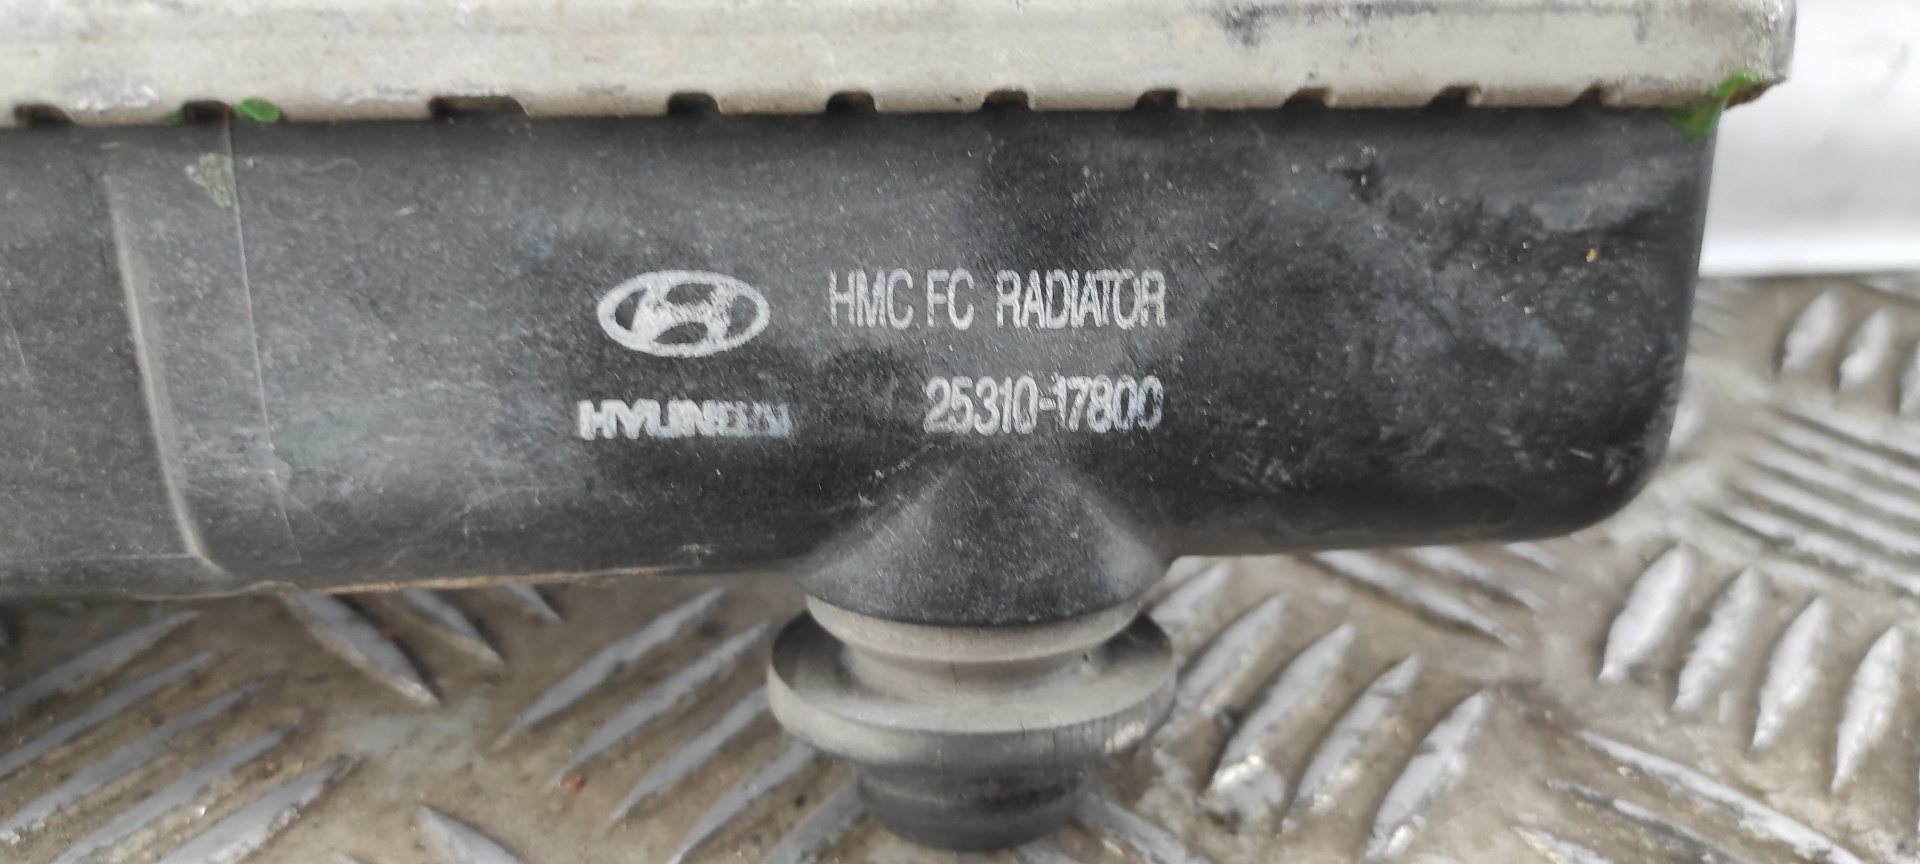 HMC FC RADIATOR
HYUNDAI 25310-17800